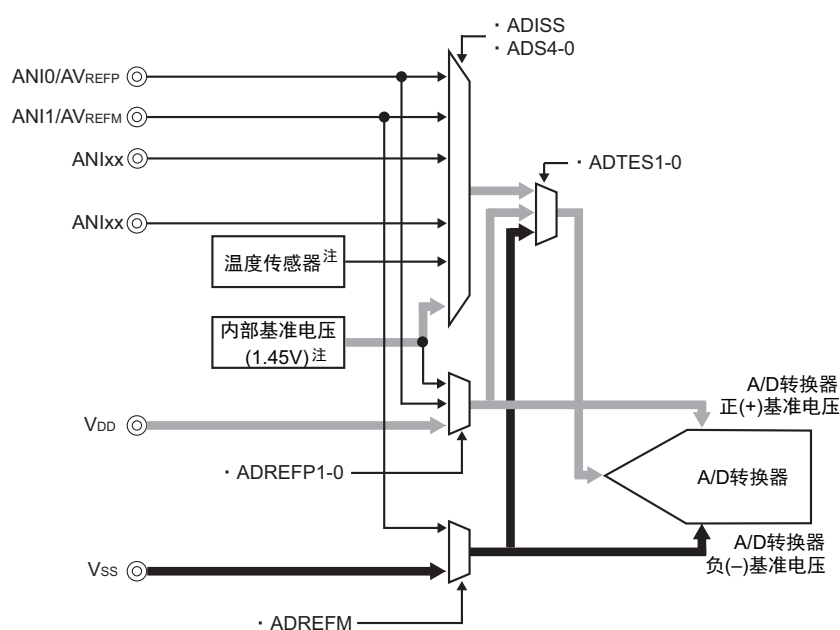 · ADISS
· ADS4-0
ANI0/AVREFP
ANI1/AVREFM
ANIxx
· ADTES1-0
ANIxx
温度传感器注
内部基准电压
(1.45V)注
A/D转换器
正(+)基准电压
VDD
· ADREFP1-0
A/D转换器
A/D转换器
负(–)基准电压
VSS
· ADREFM